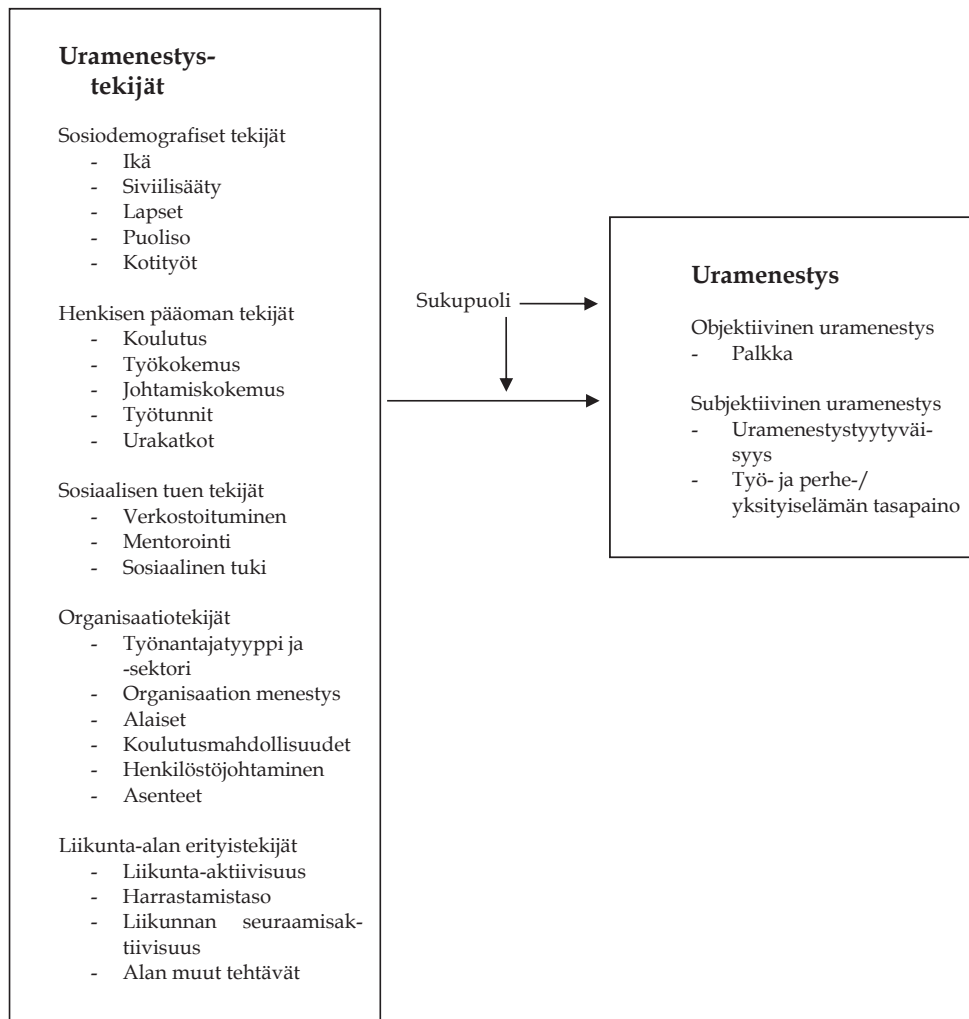 Uramenestys-
tekijät
Sosiodemografiset tekijät
- Ikä
- Siviilisääty
- Lapset
- Puoliso
- Kotityöt
Henkisen pääoman tekijät
- Koulutus
- Työkokemus
- Johtamiskokemus
- Työtunnit
- Urakatkot
Sosiaalisen tuen tekijät
- Verkostoituminen
- Mentorointi
- Sosiaalinen tuki
Organisaatiotekijät
- Työnantajatyyppi ja
-sektori
- Organisaation menestys
- Alaiset
- Koulutusmahdollisuudet
- Henkilöstöjohtaminen
- Asenteet
Liikunta-alan erityistekijät
- Liikunta-aktiivisuus
- Harrastamistaso
- Liikunnan seuraamisak-
tiivisuus
- Alan muut tehtävät
Sukupuoli
Uramenestys
Objektiivinen uramenestys
- Palkka
Subjektiivinen uramenestys
- Uramenestystyytyväi-
syys
- Työ- ja perhe-/
yksityiselämän tasapaino